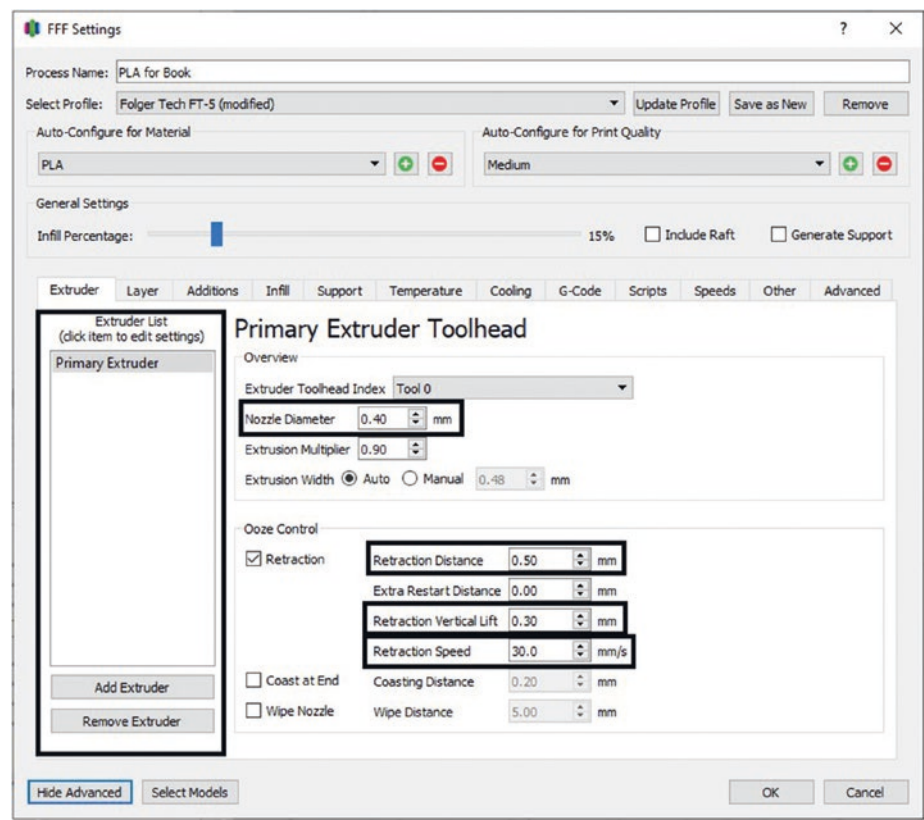 FFF Settings ? X
Process Name: PLA for Book
Select Profile: Folger Tech FT-5 (modified) Update Profile Save as New Remove
Auto-Configure for Material Auto-Configure for Print Quality
PLA Medium
General Settings
Infill Percentage: 15% Include Raft Generate Support
Extruder Layer Additions Infill Support Temperature Cooling G-Code Scripts Speeds Other Advanced
Extruder List
(click item to edit settings)
Primary Extruder
Add Extruder
Remove Extruder
Primary Extruder Toolhead
Overview
Extruder Toolhead Index Tool 0
Nozzle Diameter 0.40 mm
Extrusion Multiplier 0.90
Extrusion Width Auto Manual 0.48 mm
Ooze Control
Retraction Retraction Distance 0.50 mm
Extra Restart Distance 0.00 mm
Retraction Vertical Lift 0.30 mm
Retraction Speed 30.0 mm/s
Coast at End Coasting Distance 0.20 mm
Wipe Nozzle Wipe Distance 5.00 mm
Hide Advanced Select Models OK Cancel